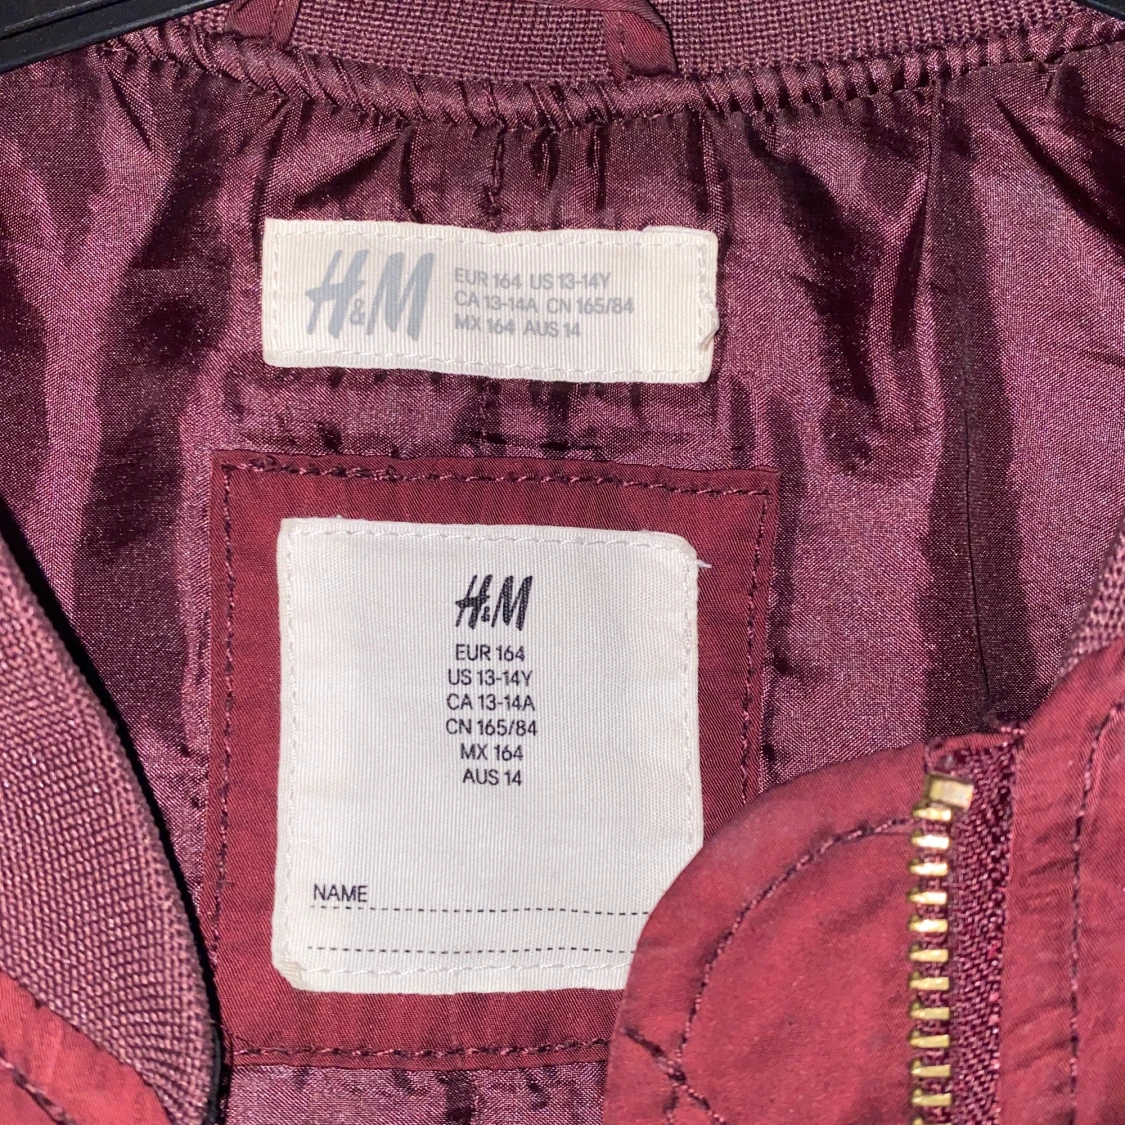 H&M
EUR 164 US 13-14Y
CA 13-14A CN 165/84
MX 164 AUS 14
H&M
EUR 164
US 13-14Y
CA 13-14A
CN 165/84
MX 164
AUS 14
NAME